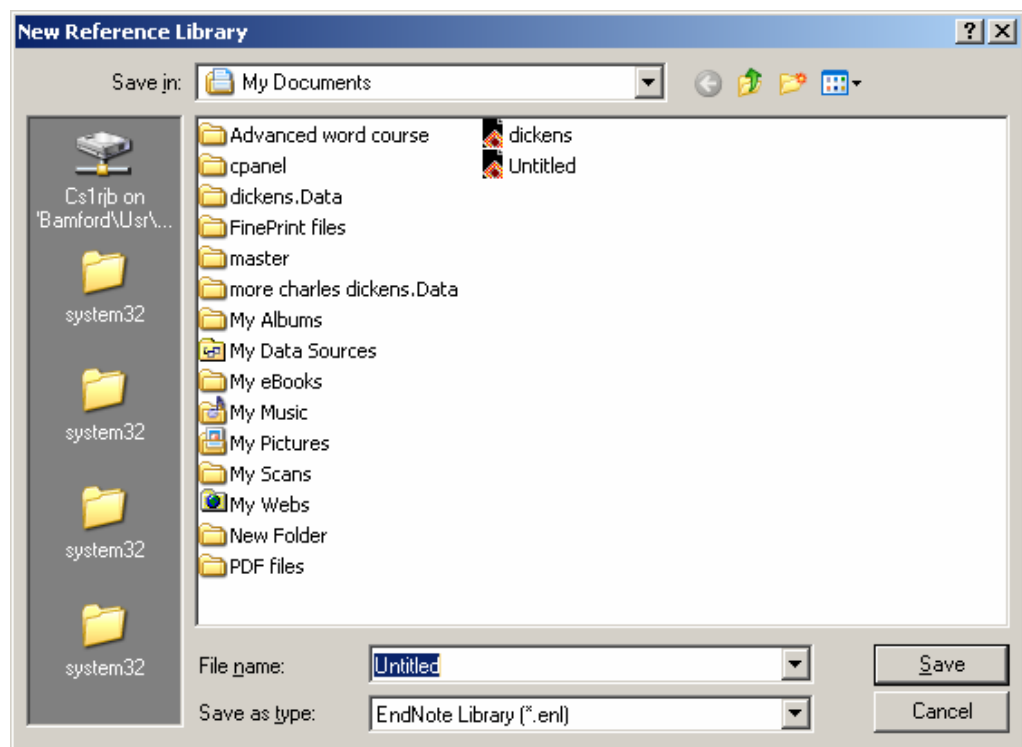 New Reference Library
Save in: My Documents
Cs1rjb on
'Bamford\Usr\...
system32
system32
system32
system32
Advanced word course
cpanel
dickens.Data
FinePrint files
master
more charles dickens.Data
My Albums
My Data Sources
My eBooks
My Music
My Pictures
My Scans
My Webs
New Folder
PDF files
dickens
Untitled
File name: Untitled
Save
Save as type: EndNote Library (*.enl)
Cancel